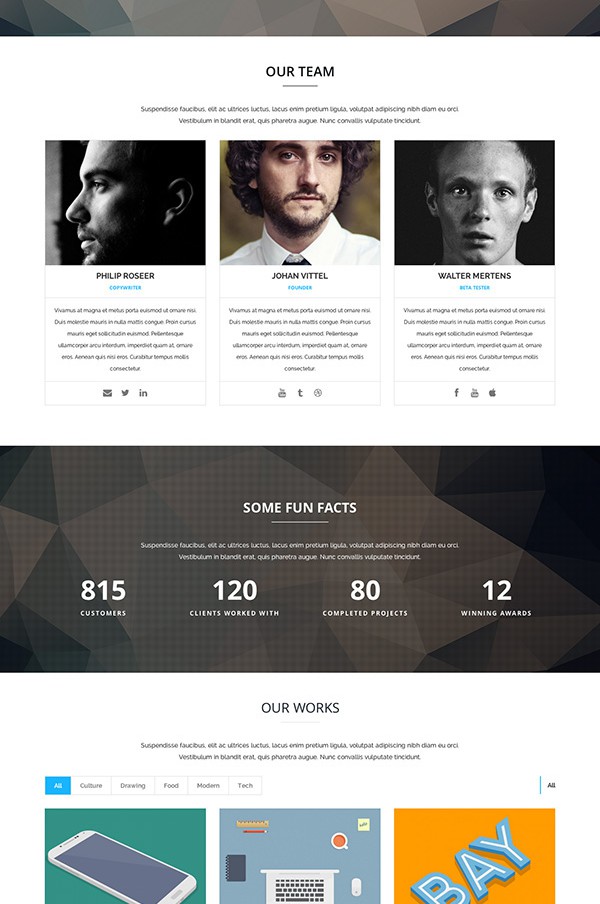 OUR TEAM
Suspendisse faucibus, elit ac ultrices luctus, lacus enim pretium ligula, volutpat adipiscing nibh diam eu orci.
Vestibulum in blandit erat, quis pharetra augue. Nunc convallis vulputate tincidunt.
PHILIP ROSEER
COPYWRITER
Vivamus at magna et metus porta euismod ut ornare nisi.
Duis molestie mauris in nulla mattis congue. Proin cursus
mauris eget sollicitudin euismod. Pellentesque
ullamcorper arcu interdum, imperdiet quam at, ornare
eros. Aenean quis nisi eros. Curabitur tempus mollis
consectetur.
JOHAN VITTEL
FOUNDER
Vivamus at magna et metus porta euismod ut ornare nisi.
Duis molestie mauris in nulla mattis congue. Proin cursus
mauris eget sollicitudin euismod. Pellentesque
ullamcorper arcu interdum, imperdiet quam at, ornare
eros. Aenean quis nisi eros. Curabitur tempus mollis
consectetur.
WALTER MERTENS
BETA TESTER
Vivamus at magna et metus porta euismod ut ornare nisi.
Duis molestie mauris in nulla mattis congue. Proin cursus
mauris eget sollicitudin euismod. Pellentesque
ullamcorper arcu interdum, imperdiet quam at, ornare
eros. Aenean quis nisi eros. Curabitur tempus mollis
consectetur.
SOME FUN FACTS
Suspendisse faucibus, elit ac ultrices luctus, lacus enim pretium ligula, volutpat adipiscing nibh diam eu orci.
Vestibulum in blandit erat, quis pharetra augue. Nunc convallis vulputate tincidunt.
815 120 80 12
CUSTOMERS CLIENTS WORKED WITH COMPLETED PROJECTS WINNING AWARDS
OUR WORKS
Suspendisse faucibus, elit ac ultrices luctus, lacus enim pretium ligula, volutpat adipiscing nibh diam eu orci.
Vestibulum in blandit erat, quis pharetra augue. Nunc convallis vulputate tincidunt.
All Culture Drawing Food Modern Tech All
BAY